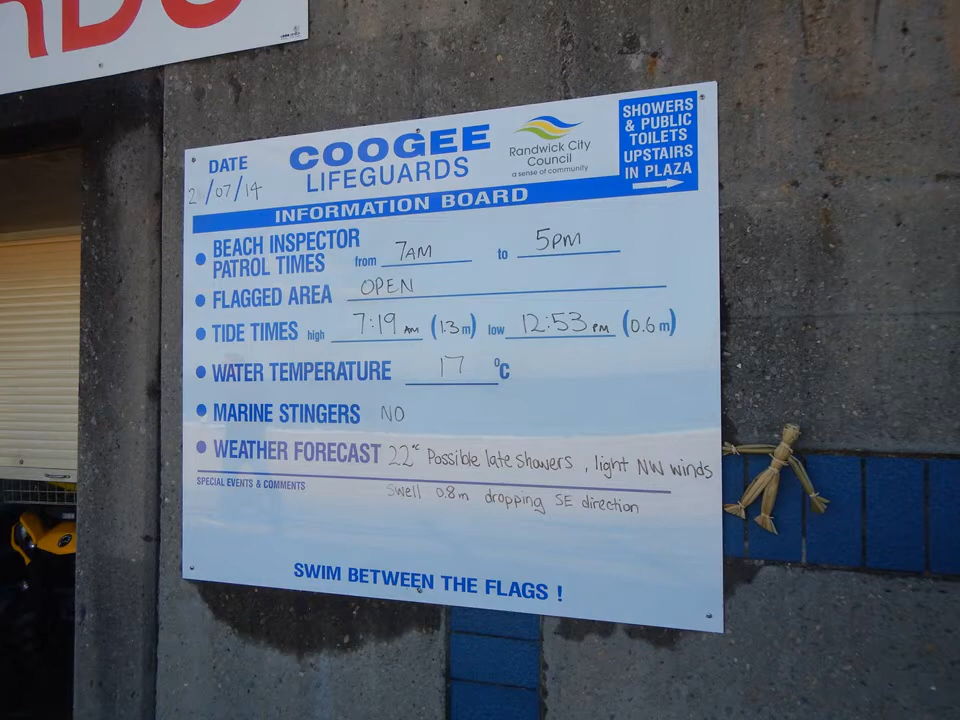 DATE
/07/14
COOGEE
LIFEGUARDS
Randwick City
Council
a sense of community
SHOWERS
& PUBLIC
TOILETS
UPSTAIRS
IN PLAZA
INFORMATION BOARD
BEACH INSPECTOR
PATROL TIMES from 7AM to 5PM
FLAGGED AREA OPEN
TIDE TIMES high 7:19 AM (1.3m) low 12:53 PM (0.6m)
WATER TEMPERATURE 17 °C
MARINE STINGERS NO
WEATHER FORECAST 22°C Possible late showers, light NW winds
SPECIAL EVENTS & COMMENTS Swell 0.8m dropping SE direction
SWIM BETWEEN THE FLAGS !